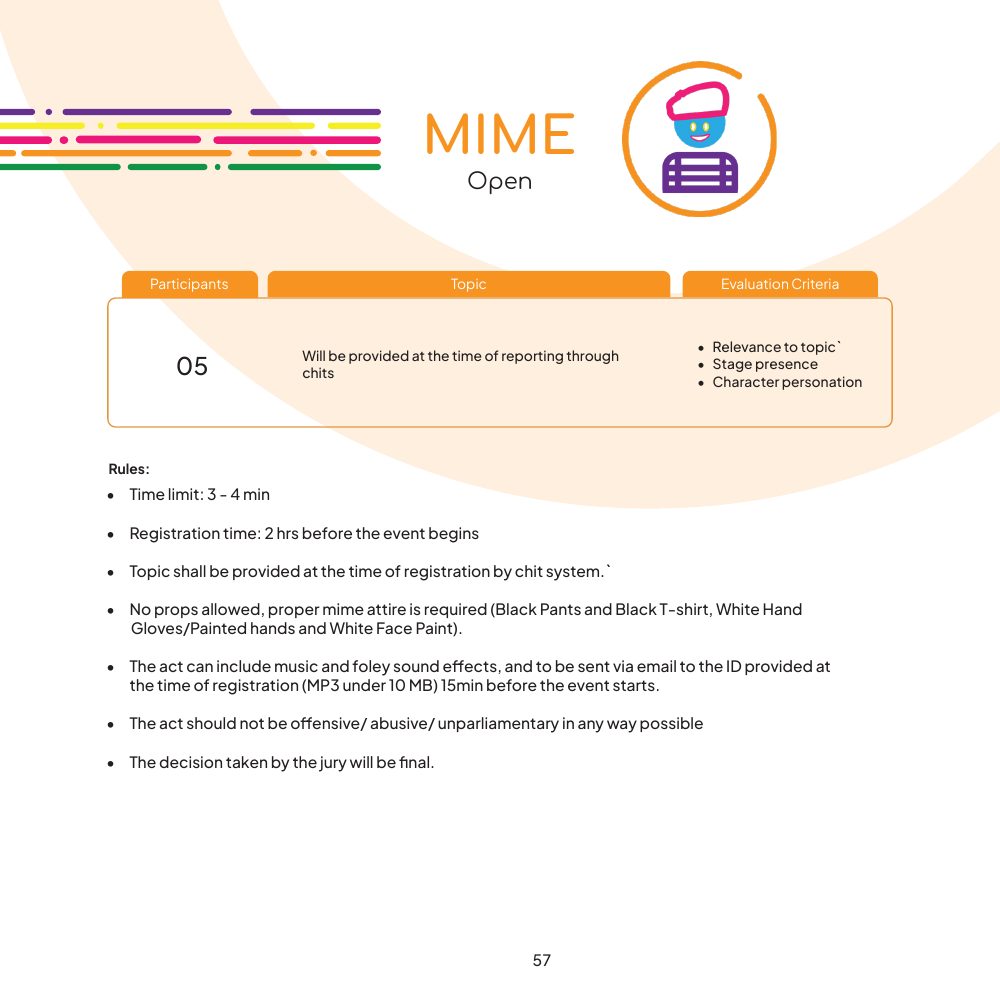 MIME
Open
Participants
Topic
Evaluation Criteria
05
Will be provided at the time of reporting through
chits
• Relevance to topic`
• Stage presence
• Character personation
Rules:
• Time limit: 3 - 4 min
• Registration time: 2 hrs before the event begins
• Topic shall be provided at the time of registration by chit system.`
• No props allowed, proper mime attire is required (Black Pants and Black T-shirt, White Hand
Gloves/Painted hands and White Face Paint).
• The act can include music and foley sound effects, and to be sent via email to the ID provided at
the time of registration (MP3 under 10 MB) 15min before the event starts.
• The act should not be offensive/ abusive/ unparliamentary in any way possible
• The decision taken by the jury will be final.
57